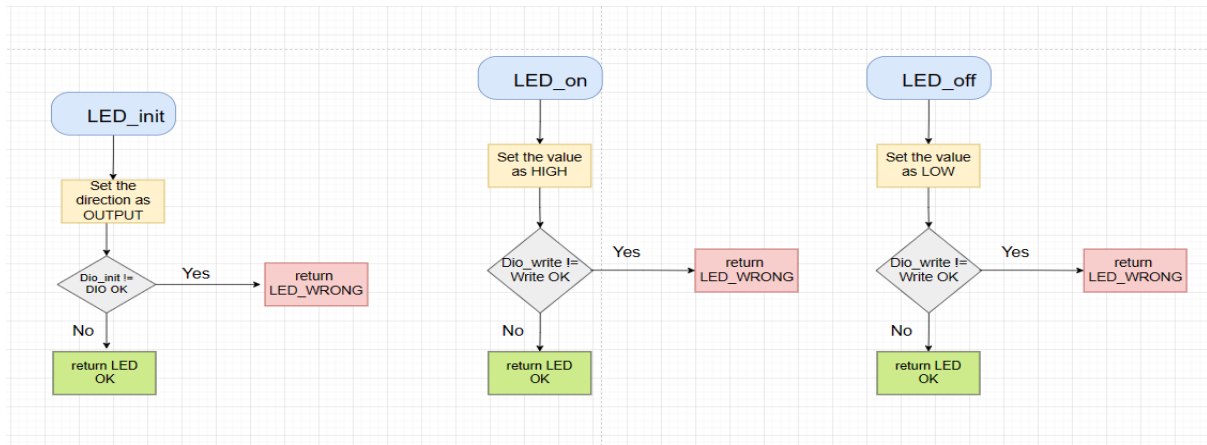 LED_init
Set the
direction as
OUTPUT
Dio_init !=
DIO OK
Yes
return
LED_WRONG
No
return LED
OK
LED_on
Set the value
as HIGH
Dio_write !=
Write OK
Yes
return
LED_WRONG
No
return LED
OK
LED_off
Set the value
as LOW
Dio_write !=
Write OK
Yes
return
LED_WRONG
No
return LED
OK